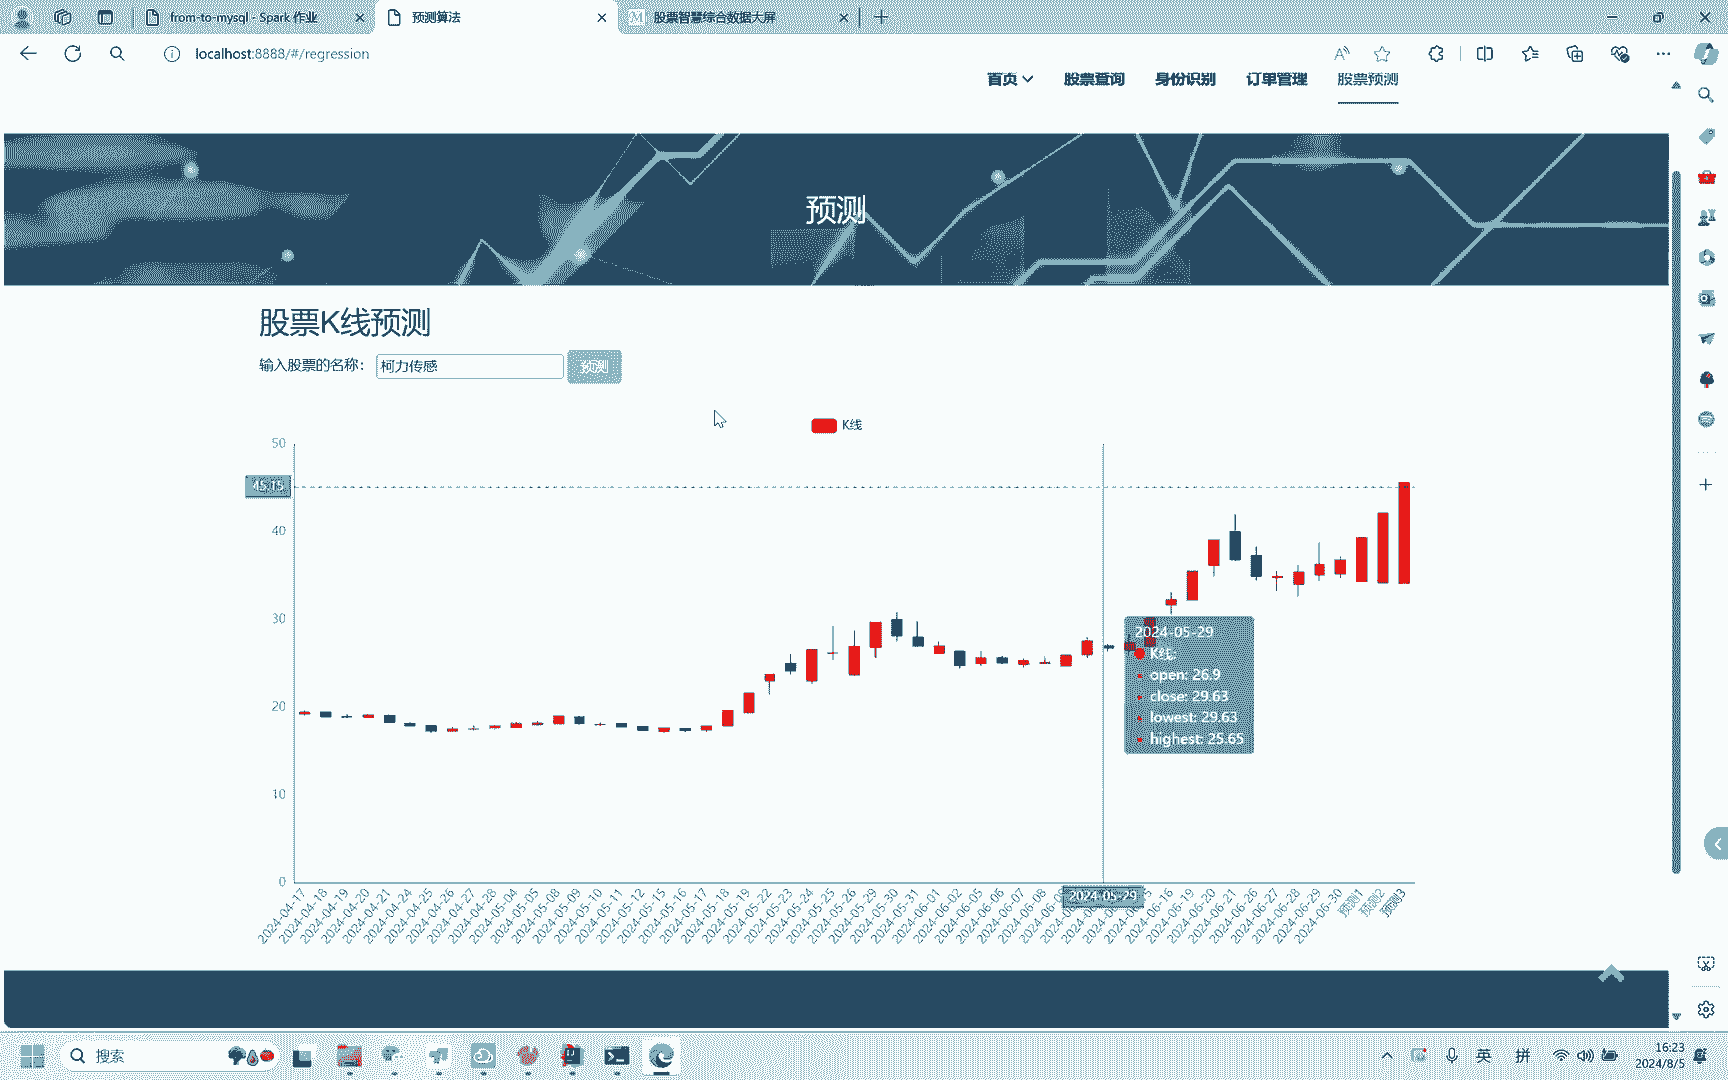 from-to-mysql - Spark 作业
预测算法
股票智慧综合数据大屏
localhost:8888/#/regression
首页
股票查询
身份识别
订单管理
股票预测
预测
股票K线预测
输入股票的名称:
柯力传感
预测
K线
50
45.15
40
30
20
10
0
2024-05-29
K线:
open: 26.9
close: 29.63
lowest: 29.63
highest: 25.65
2024-04-17
2024-04-18
2024-04-19
2024-04-20
2024-04-21
2024-04-24
2024-04-25
2024-04-26
2024-04-27
2024-04-28
2024-05-04
2024-05-05
2024-05-08
2024-05-09
2024-05-10
2024-05-11
2024-05-12
2024-05-15
2024-05-16
2024-05-17
2024-05-18
2024-05-19
2024-05-22
2024-05-23
2024-05-24
2024-05-25
2024-05-26
2024-05-29
2024-05-30
2024-05-31
2024-06-01
2024-06-02
2024-06-05
2024-06-06
2024-06-07
2024-06-08
2024-05-29
2024-06-16
2024-06-19
2024-06-20
2024-06-21
2024-06-26
2024-06-27
2024-06-28
2024-06-29
2024-06-30
预测1
预测2
预测3
搜索
英
拼
16:23
2024/8/5